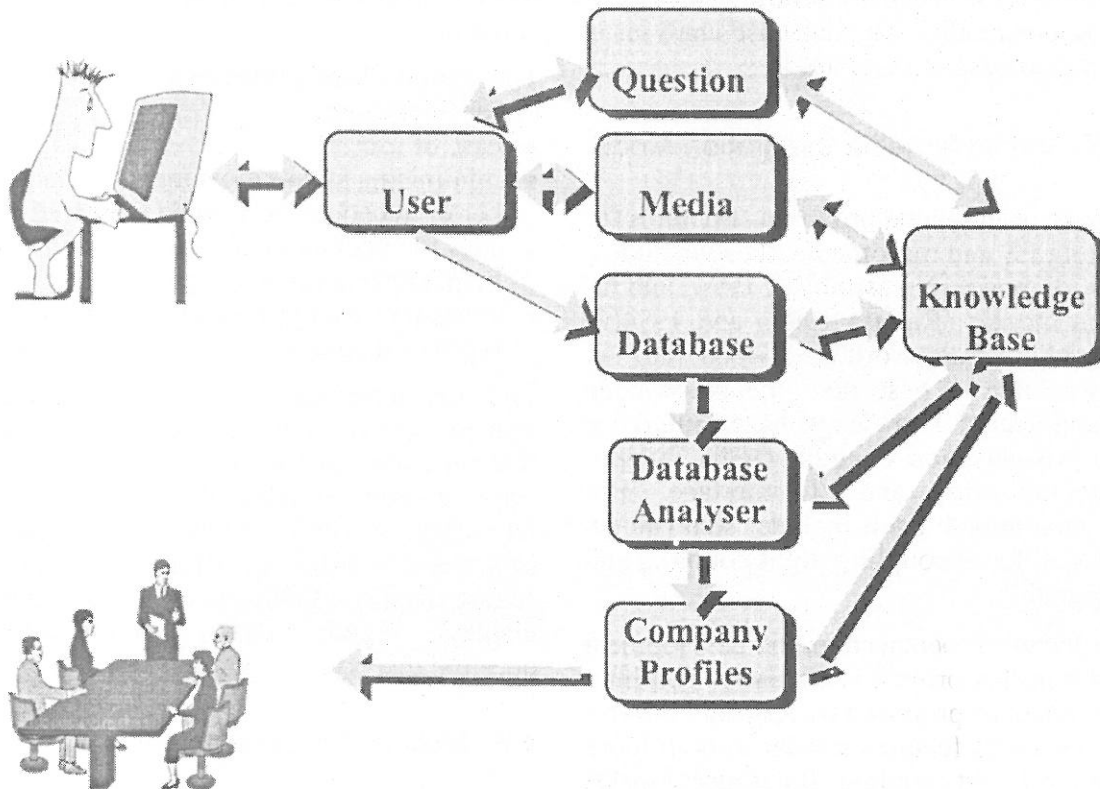 Question
User
Media
Knowledge
Base
Database
Database
Analyser
Company
Profiles